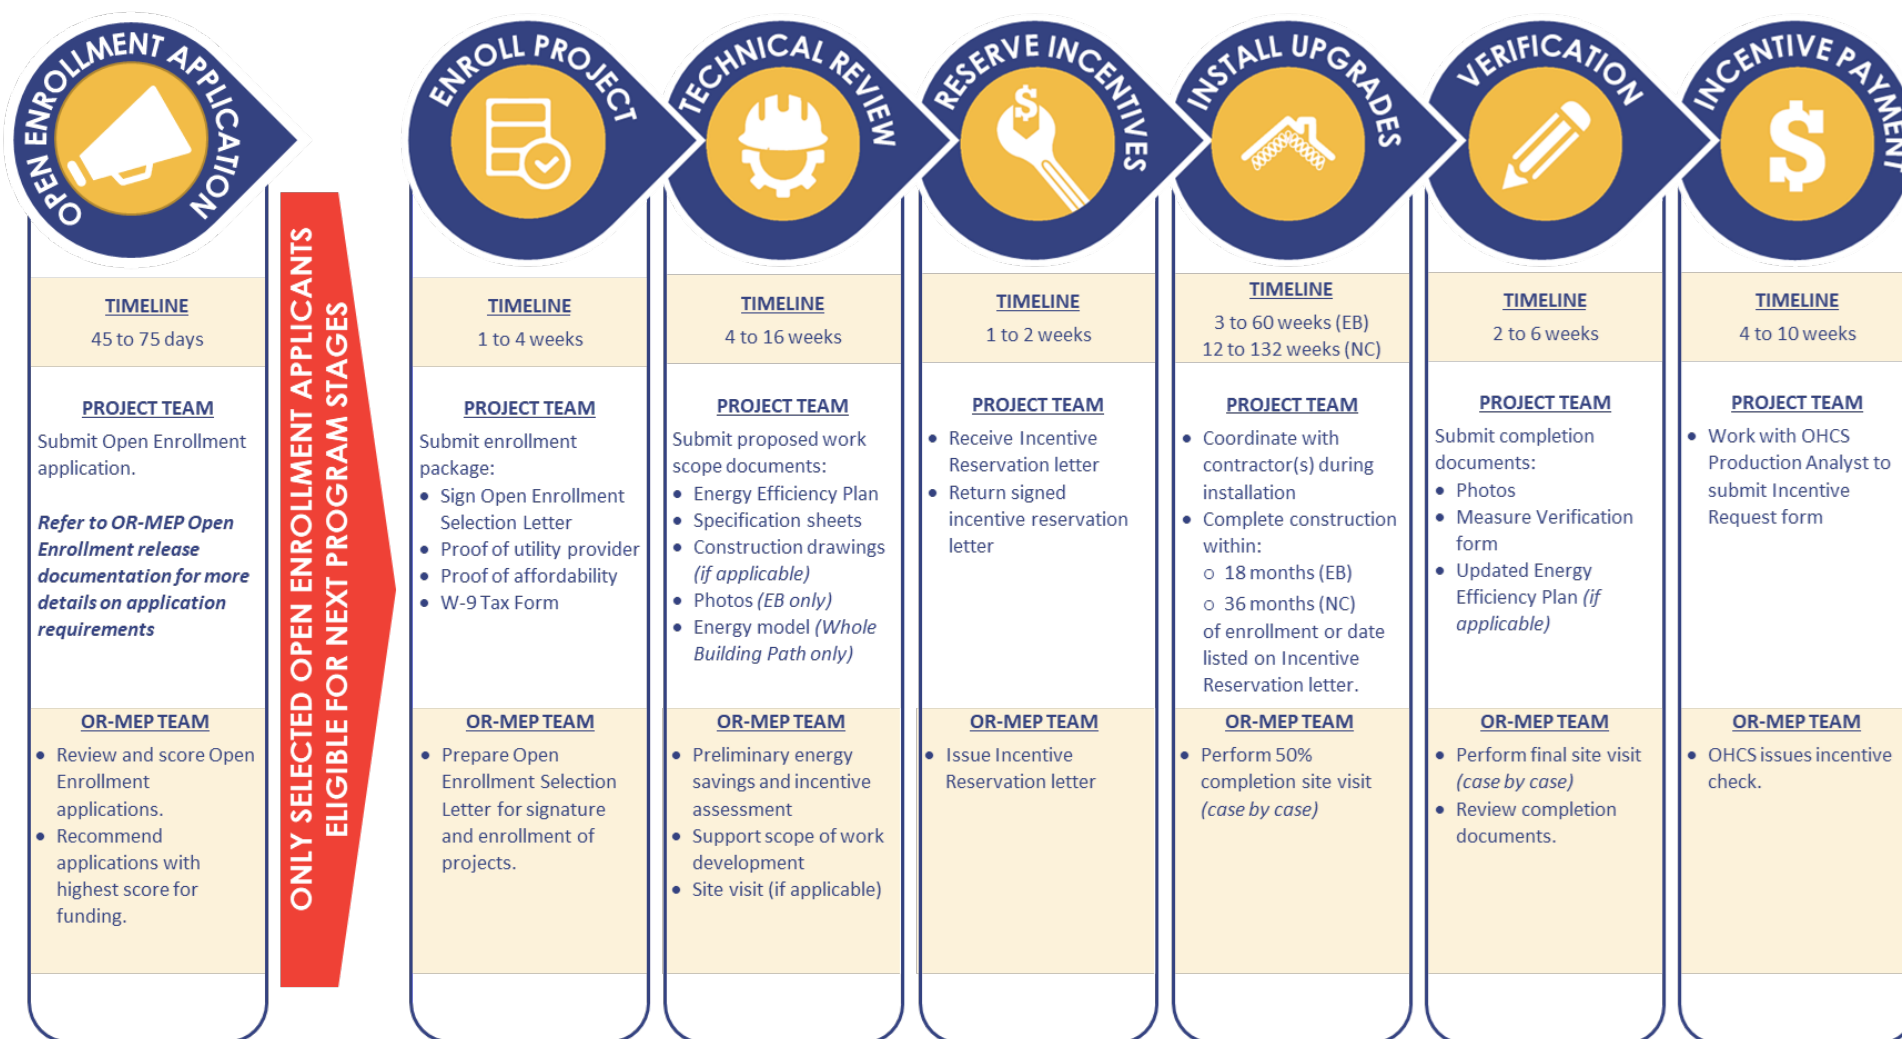 OPEN ENROLLMENT APPLICATION
TIMELINE
45 to 75 days
PROJECT TEAM
Submit Open Enrollment
application.
Refer to OR-MEP Open
Enrollment release
documentation for more
details on application
requirements
OR-MEP TEAM
• Review and score Open
Enrollment
applications.
• Recommend
applications with
highest score for
funding.
ONLY SELECTED OPEN ENROLLMENT APPLICANTS
ELIGIBLE FOR NEXT PROGRAM STAGES
ENROLL PROJECT
TIMELINE
1 to 4 weeks
PROJECT TEAM
Submit enrollment
package:
• Sign Open Enrollment
Selection Letter
• Proof of utility provider
• Proof of affordability
• W-9 Tax Form
OR-MEP TEAM
• Prepare Open
Enrollment Selection
Letter for signature
and enrollment of
projects.
TECHNICAL REVIEW
TIMELINE
4 to 16 weeks
PROJECT TEAM
Submit proposed work
scope documents:
• Energy Efficiency Plan
• Specification sheets
• Construction drawings
(if applicable)
• Photos (EB only)
• Energy model (Whole
Building Path only)
OR-MEP TEAM
• Preliminary energy
savings and incentive
assessment
• Support scope of work
development
• Site visit (if applicable)
RESERVE INCENTIVES
$
TIMELINE
1 to 2 weeks
PROJECT TEAM
• Receive Incentive
Reservation letter
• Return signed
incentive reservation
letter
OR-MEP TEAM
• Issue Incentive
Reservation letter
INSTALL UPGRADES
TIMELINE
3 to 60 weeks (EB)
12 to 132 weeks (NC)
PROJECT TEAM
• Coordinate with
contractor(s) during
installation
• Complete construction
within:
○ 18 months (EB)
○ 36 months (NC)
of enrollment or date
listed on Incentive
Reservation letter.
OR-MEP TEAM
• Perform 50%
completion site visit
(case by case)
VERIFICATION
TIMELINE
2 to 6 weeks
PROJECT TEAM
Submit completion
documents:
• Photos
• Measure Verification
form
• Updated Energy
Efficiency Plan (if
applicable)
OR-MEP TEAM
• Perform final site visit
(case by case)
• Review completion
documents.
INCENTIVE PAYMENT
$
TIMELINE
4 to 10 weeks
PROJECT TEAM
• Work with OHCS
Production Analyst to
submit Incentive
Request form
OR-MEP TEAM
• OHCS issues incentive
check.